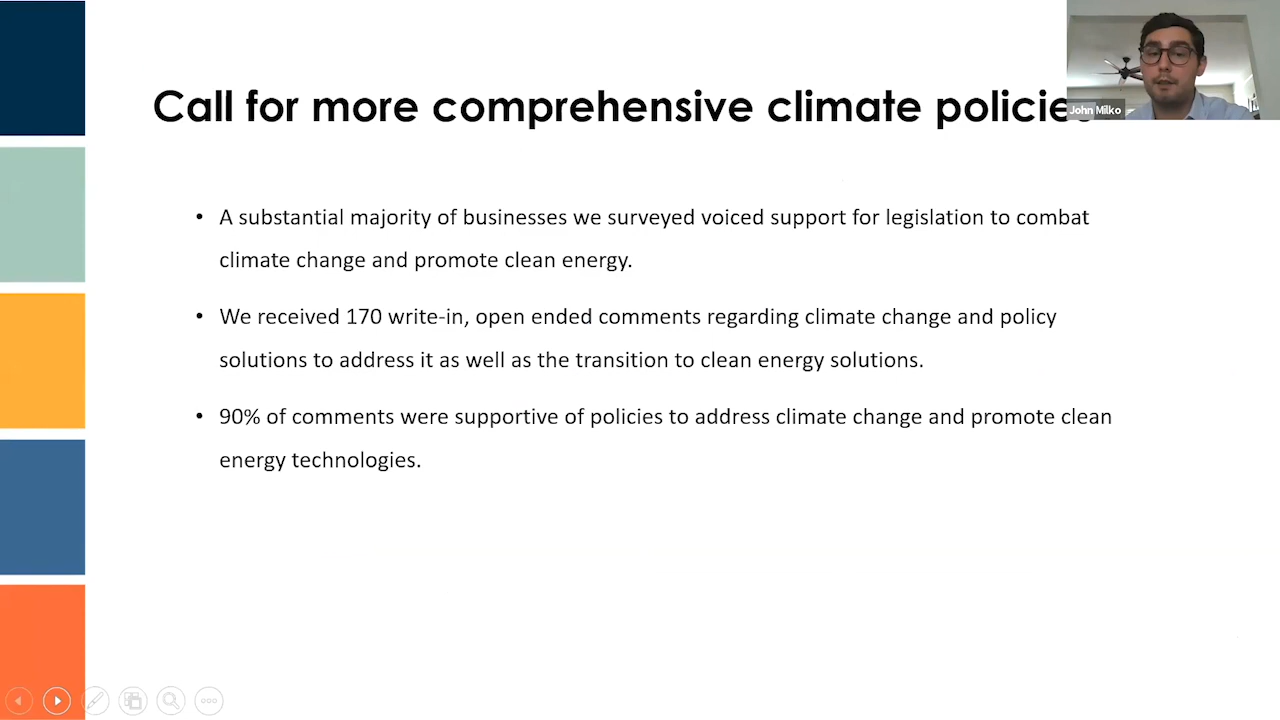 Call for more comprehensive climate policies
John Milko
• A substantial majority of businesses we surveyed voiced support for legislation to combat
climate change and promote clean energy.
• We received 170 write-in, open ended comments regarding climate change and policy
solutions to address it as well as the transition to clean energy solutions.
• 90% of comments were supportive of policies to address climate change and promote clean
energy technologies.